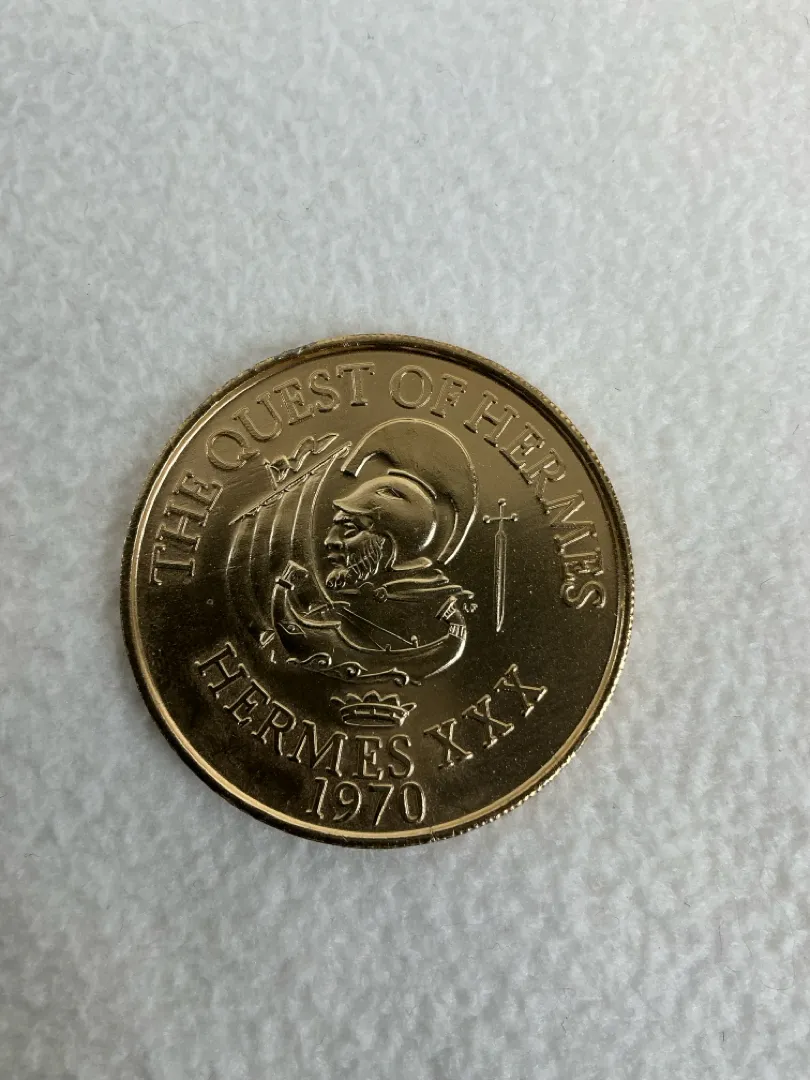 THE QUEST OF HERMES
HERMES XXX
1970